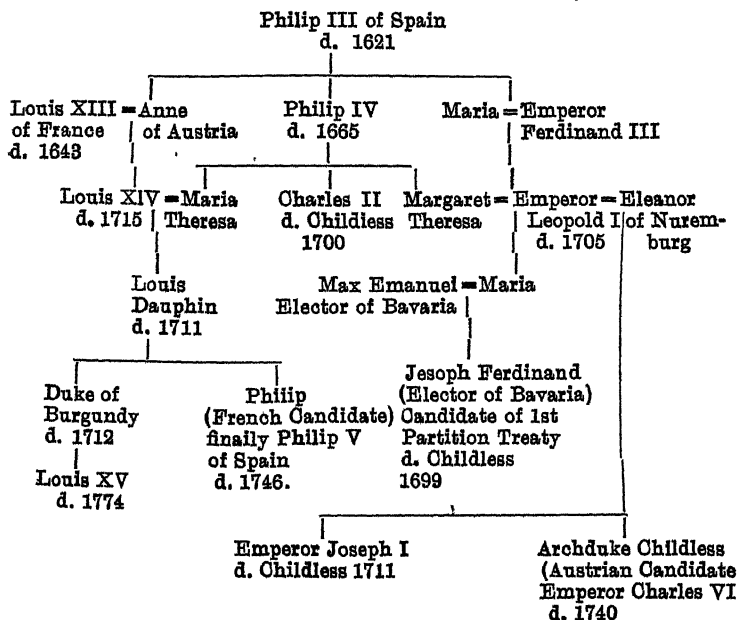 Philip III of Spain
d. 1621
Louis XIII = Anne
of France of Austria
d. 1643
Philip IV
d. 1665
Maria = Emperor
Ferdinand III
Louis XIV = Maria
d. 1715 Theresa
Charles II
d. Childless
1700
Margaret = Emperor = Eleanor
Theresa Leopold I of Nurem-
d. 1705 burg
Louis
Dauphin
d. 1711
Max Emanuel = Maria
Elector of Bavaria
Duke of
Burgundy
d. 1712
Louis XV
d. 1774
Philip
(French Candidate)
finally Philip V
of Spain
d. 1746.
Jesoph Ferdinand
(Elector of Bavaria)
Candidate of 1st
Partition Treaty
d. Childless
1699
Emperor Joseph I
d. Childless 1711
Archduke Childless
(Austrian Candidate
Emperor Charles VI
d. 1740